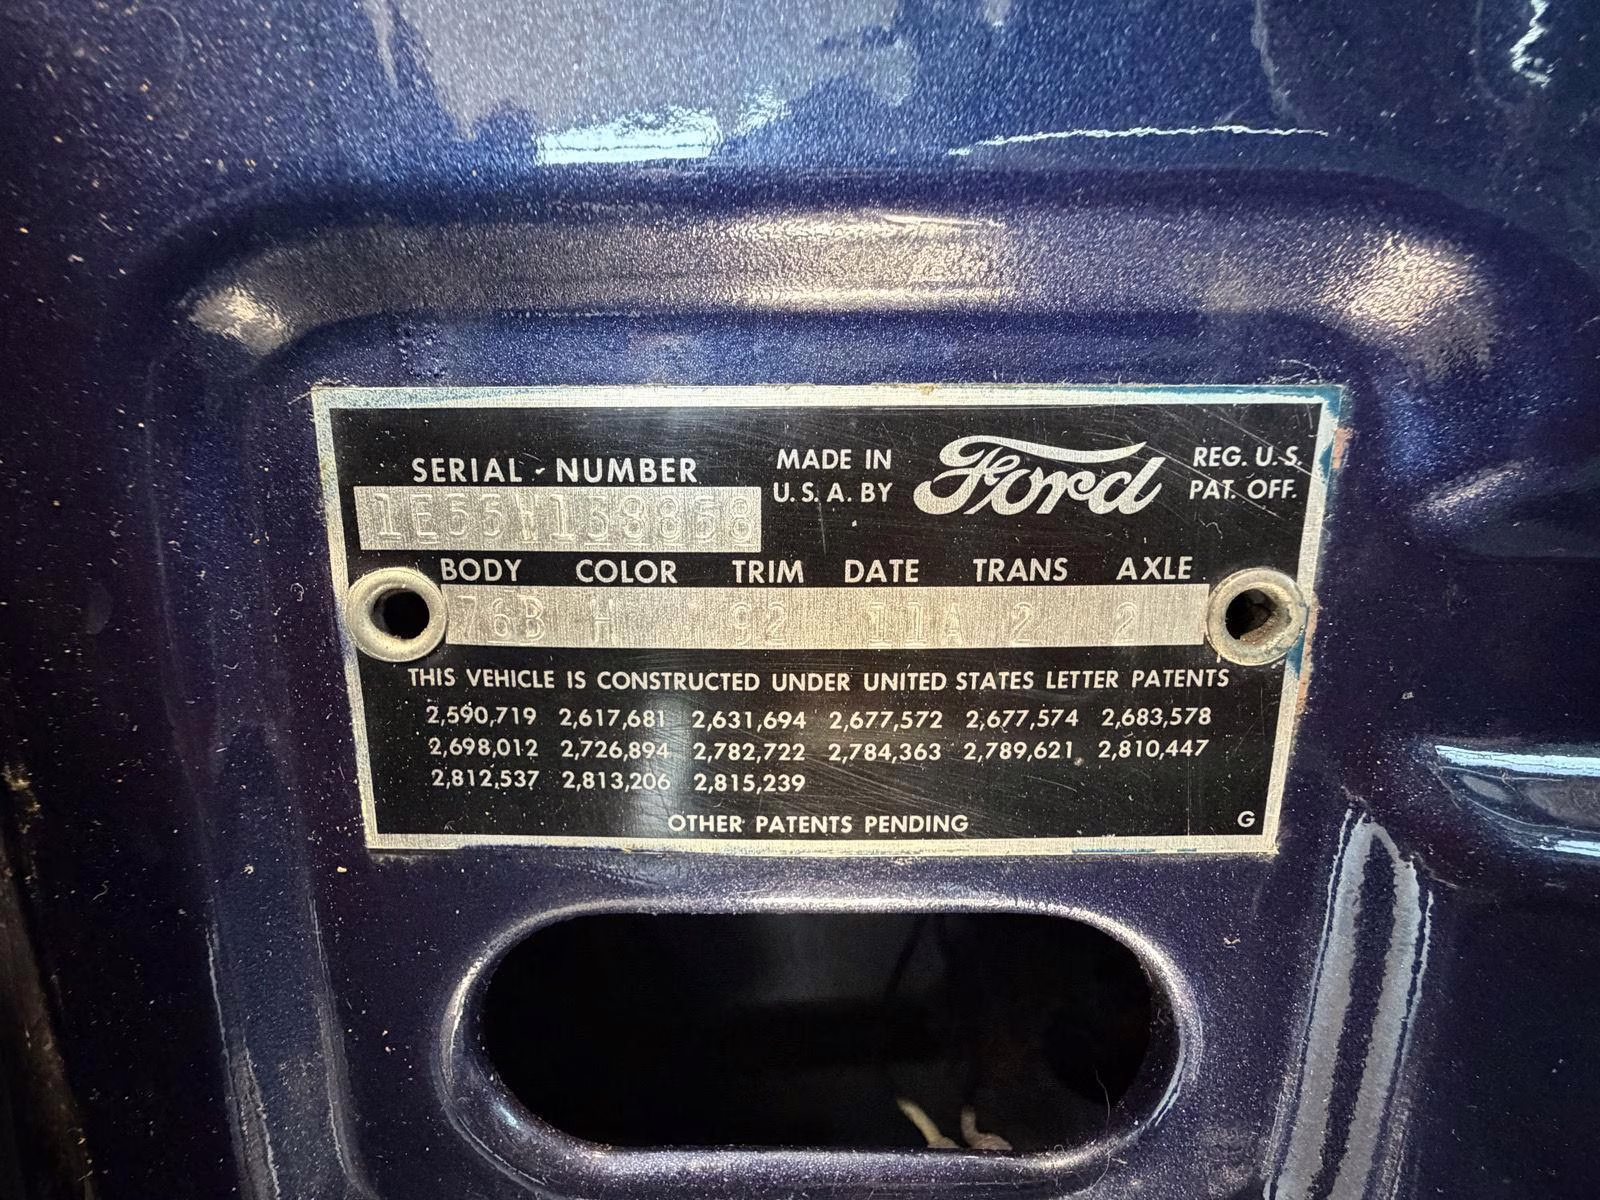 SERIAL NUMBER
1E55W138858
MADE IN
U.S.A. BY
Ford
REG. U.S.
PAT. OFF.
BODY COLOR TRIM DATE TRANS AXLE
76B H 92 11A 2 2
THIS VEHICLE IS CONSTRUCTED UNDER UNITED STATES LETTER PATENTS
2,590,719 2,617,681 2,631,694 2,677,572 2,677,574 2,683,578
2,698,012 2,726,894 2,782,722 2,784,363 2,789,621 2,810,447
2,812,537 2,813,206 2,815,239
OTHER PATENTS PENDING
G